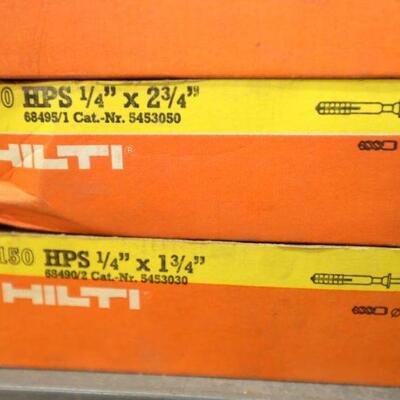 0 HPS 1/4" x 2 3/4"
68495/1 Cat.-Nr. 5453050
HILTI®
150 HPS 1/4" x 1 3/4"
68490/2 Cat.-Nr. 5453030
HILTI
Ø